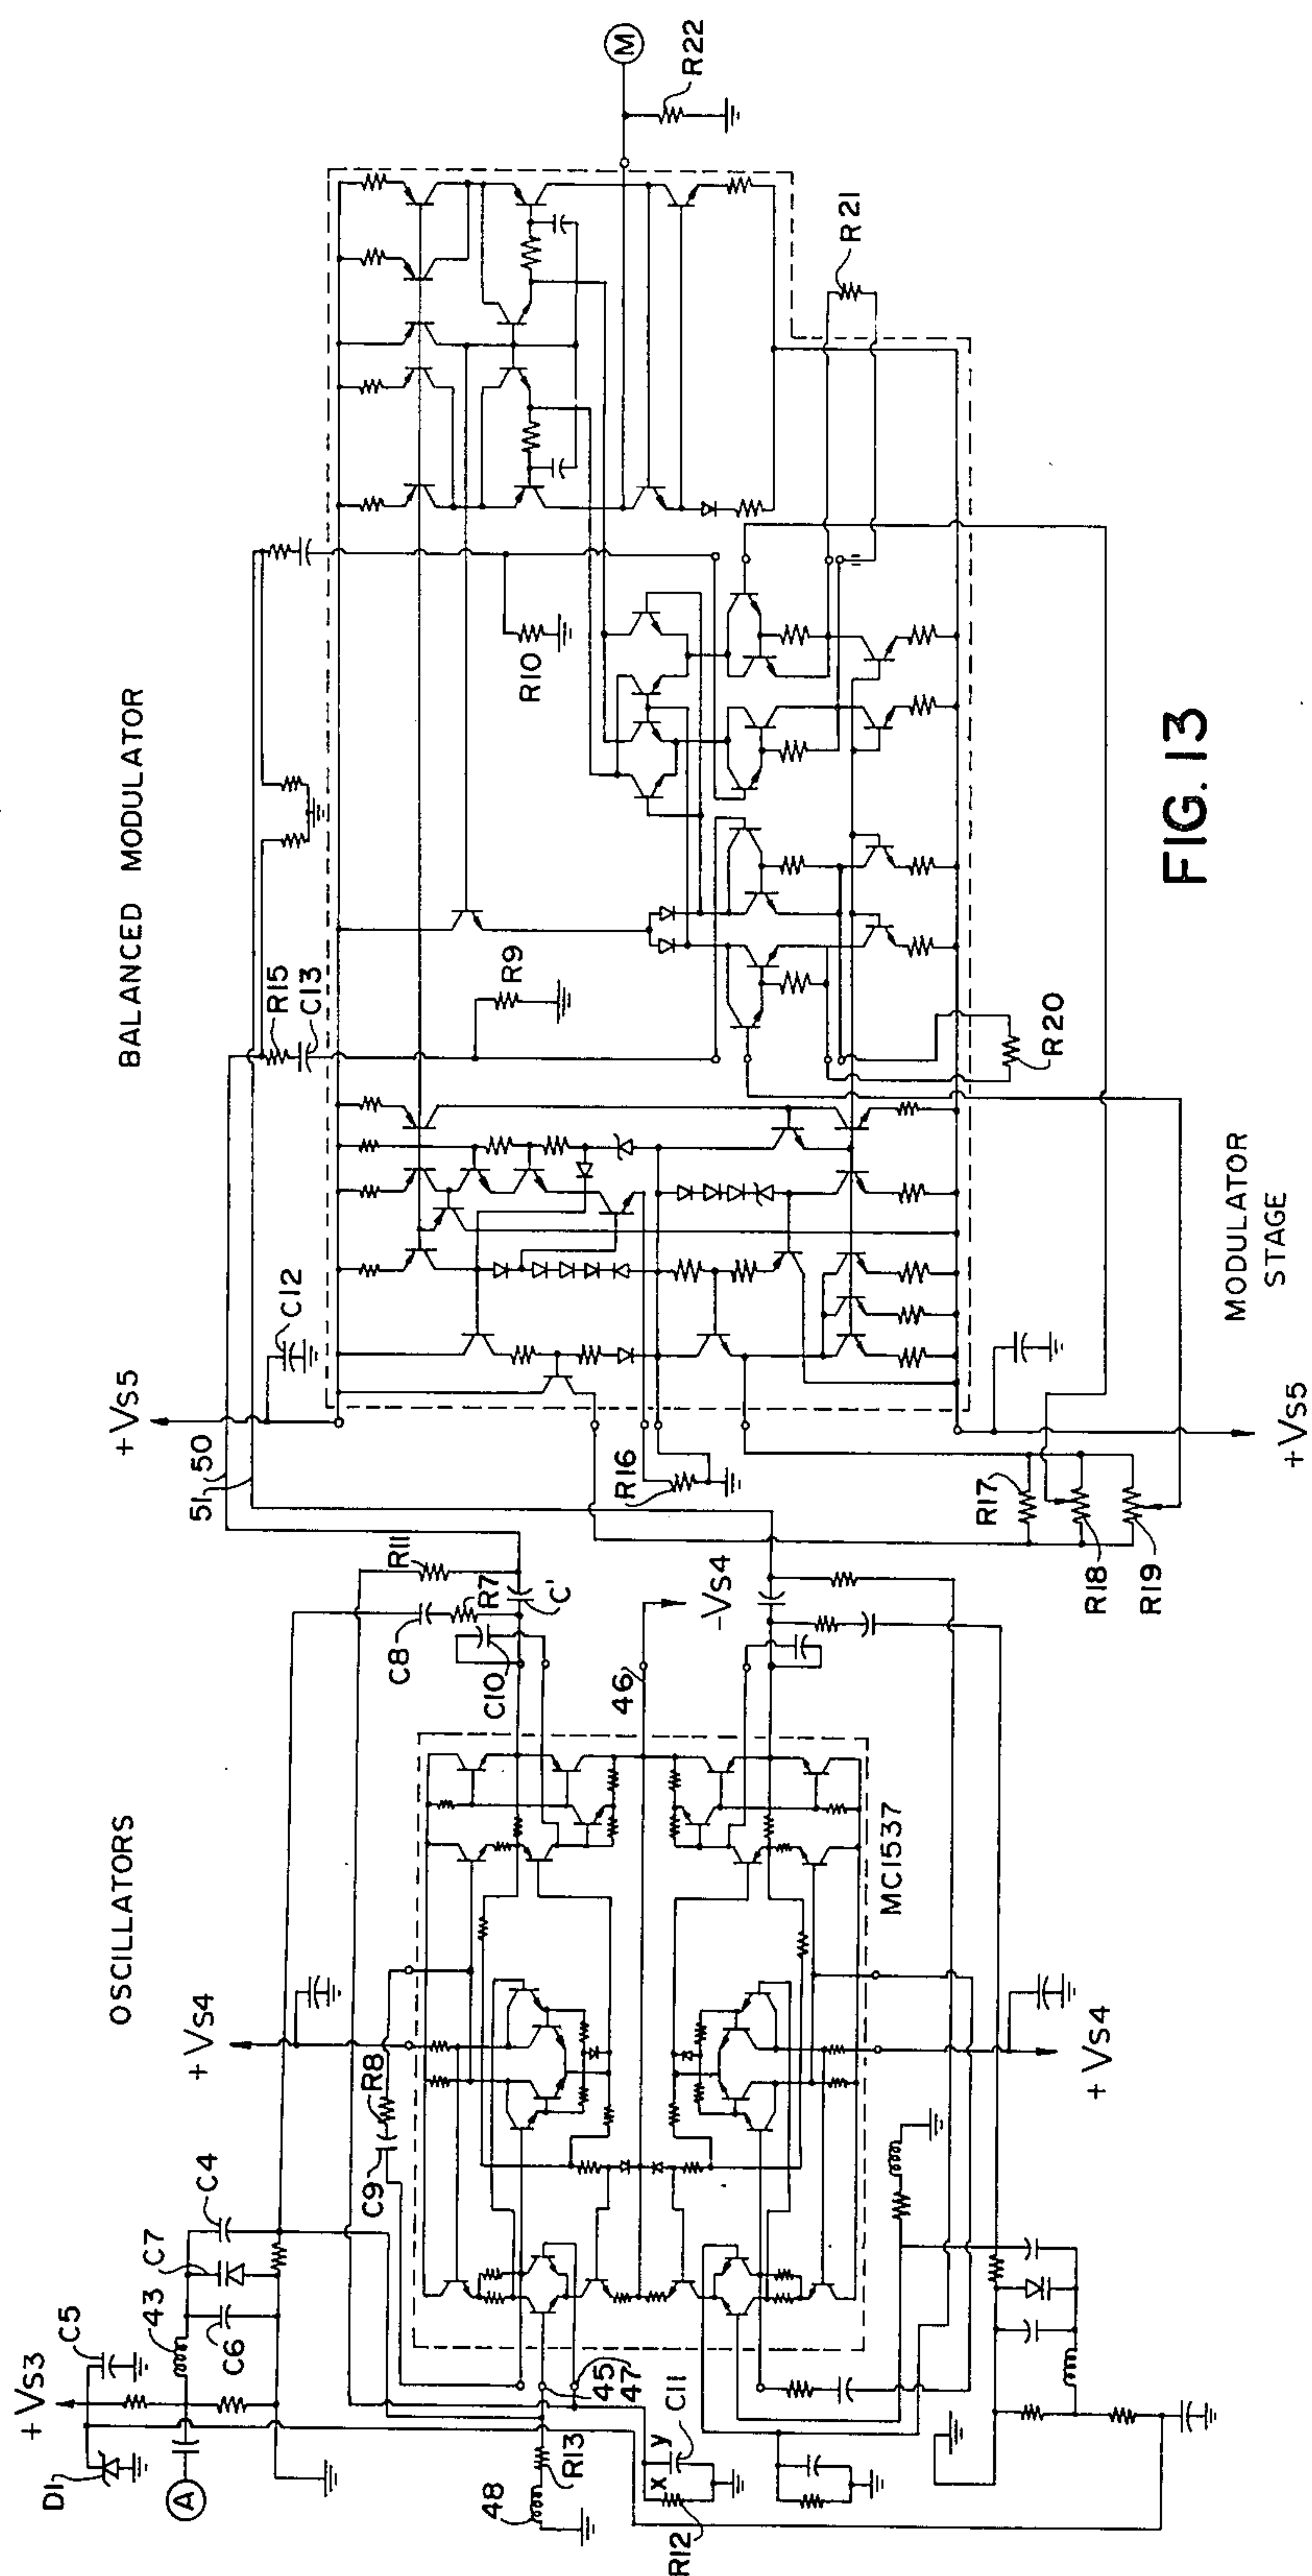 OSCILLATORS
BALANCED MODULATOR
+VS3
D1
C5
43
C7
C4
C6
A
+VS4
C9
R8
C8
R7
R11
C10
C'
46
-VS4
51
50
+VS5
C12
R15
C13
R9
R10
M
R22
R21
R20
R16
R17
R18
R19
MC1537
48
R13
45
47
x
y
C11
R12
+VS4
+VS5
MODULATOR
STAGE
FIG. 13